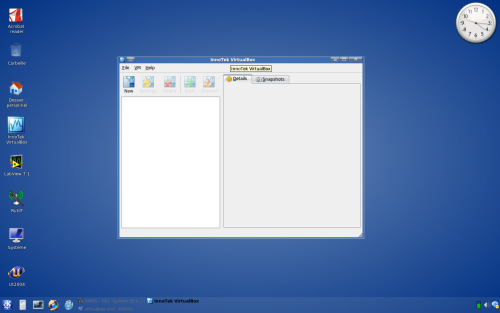 Acrobat
reader
Corbeille
Dossier
personnel
InnoTek
VirtualBox
LabView 7.1
Système
UT2004
InnoTek VirtualBox
File VM Help
InnoTek VirtualBox
New
Details
Snapshots
InnoTek VirtualBox